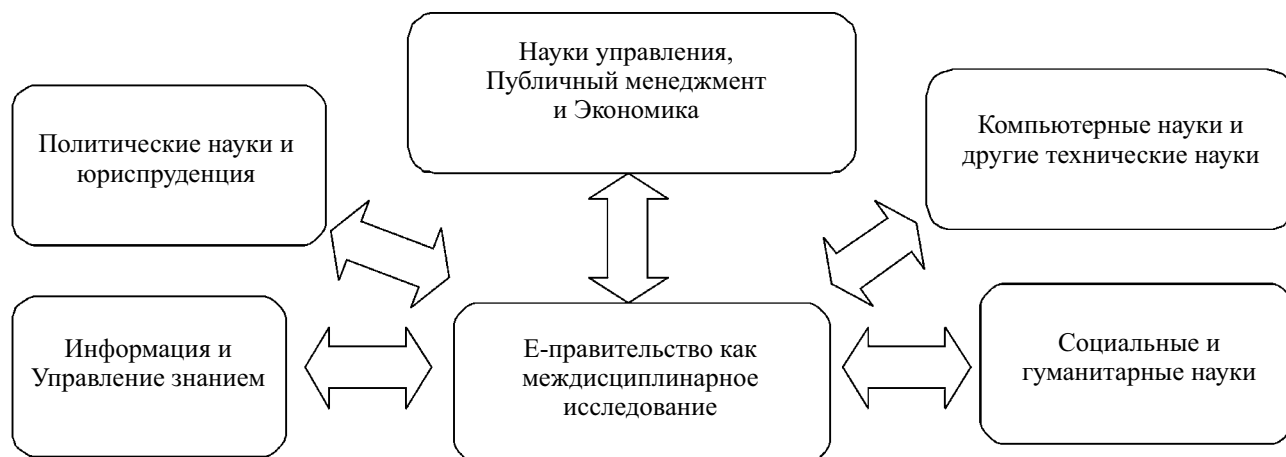 Науки управления,
Публичный менеджмент
и Экономика
Политические науки и
юриспруденция
Компьютерные науки и
другие технические науки
Информация и
Управление знанием
Е-правительство как
междисциплинарное
исследование
Социальные и
гуманитарные науки